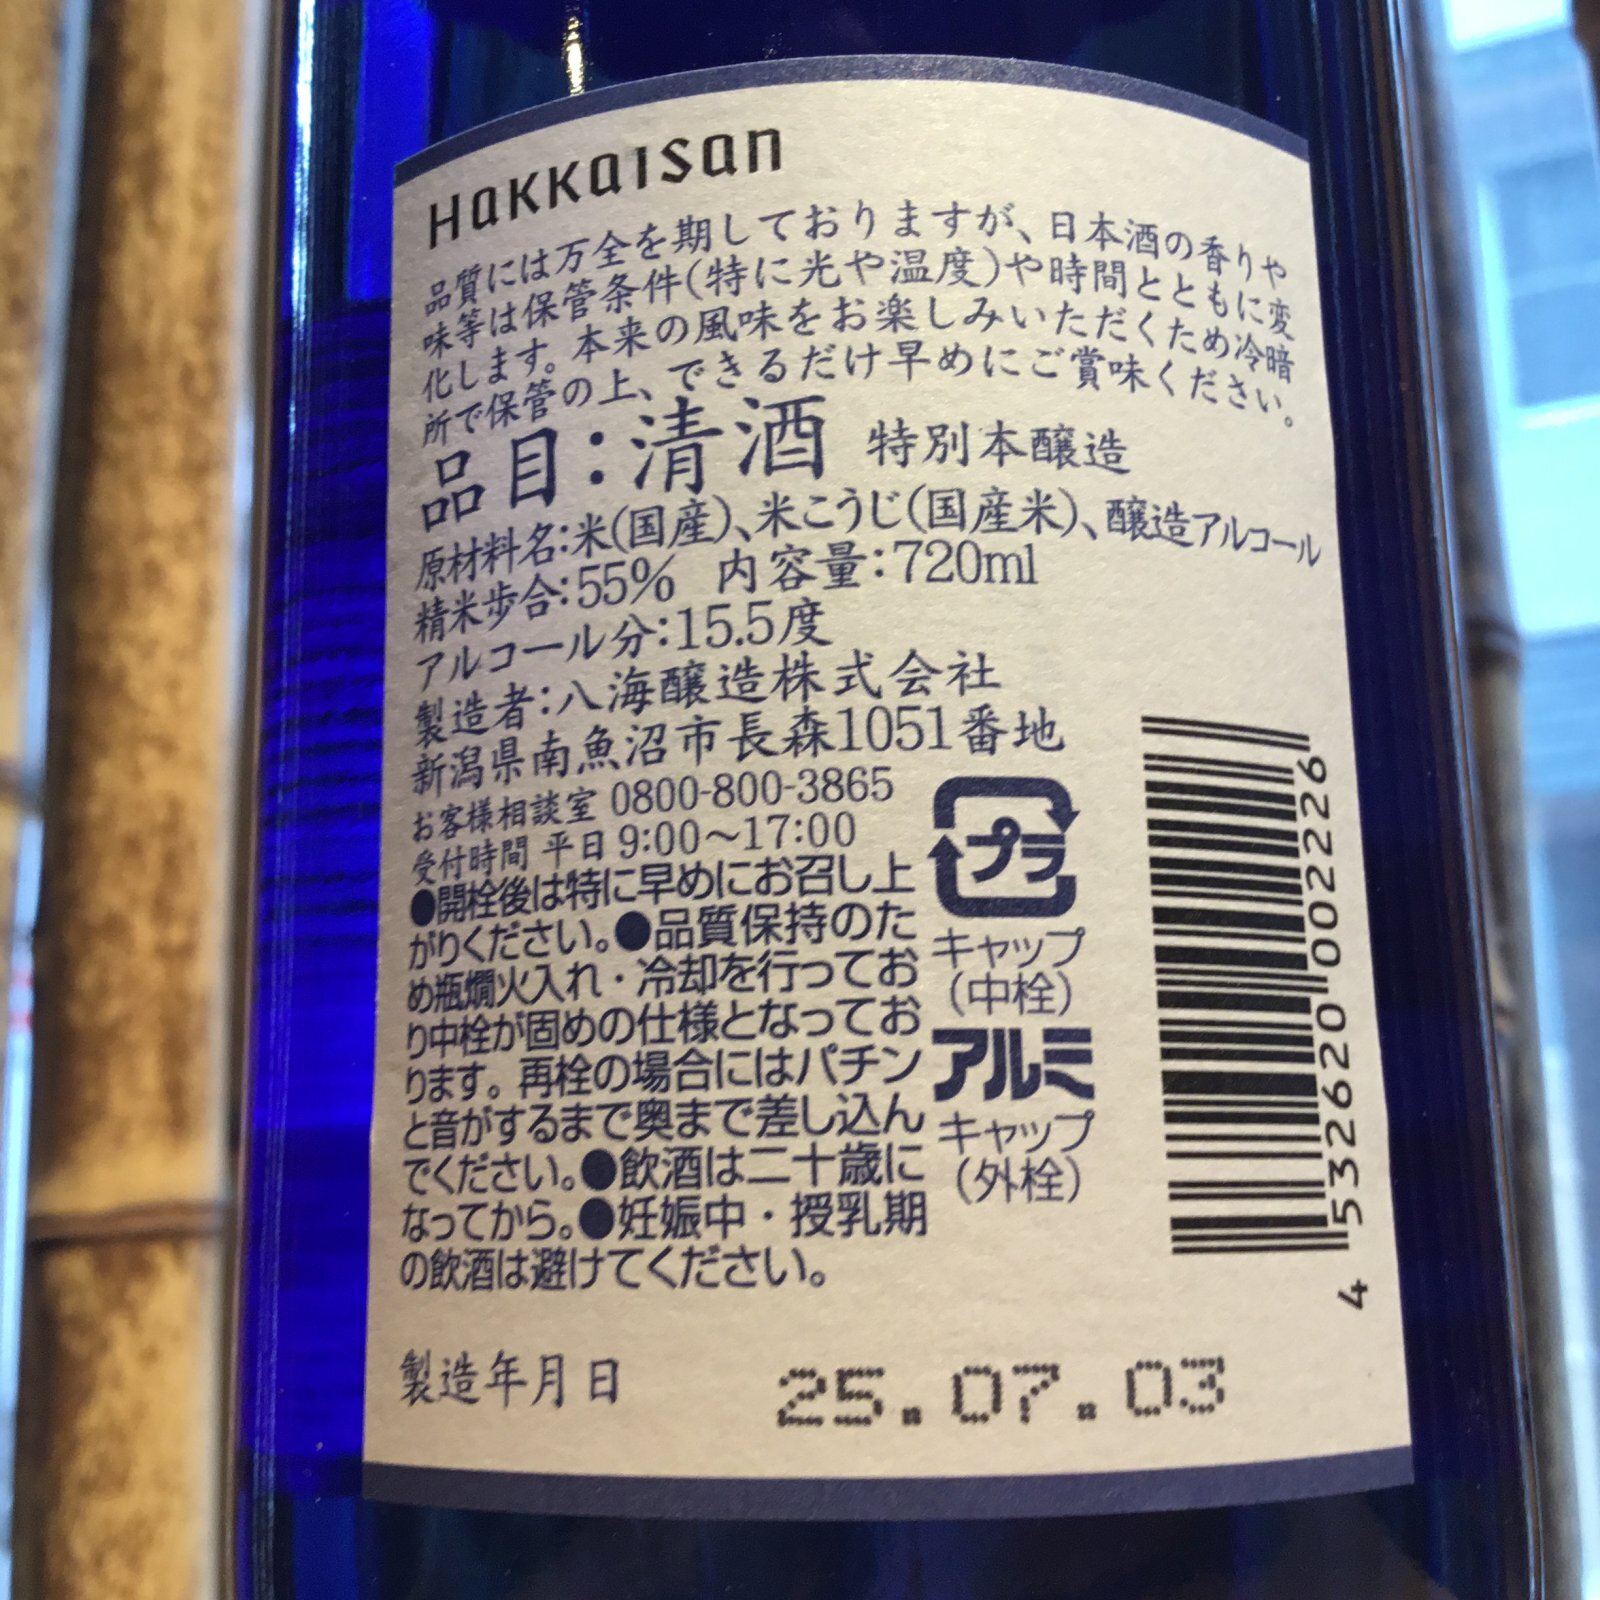 Hakkaisan
品質には万全を期しておりますが、日本酒の香りや
味等は保管条件(特に光や温度)や時間とともに変
化します。本来の風味をお楽しみいただくため冷暗
所で保管の上、できるだけ早めにご賞味ください。
品目:清酒 特別本醸造
原材料名:米(国産)、米こうじ(国産米)、醸造アルコール
精米歩合:55% 内容量:720ml
アルコール分:15.5度
製造者:八海醸造株式会社
新潟県南魚沼市長森1051番地
お客様相談室 0800-800-3865
受付時間 平日 9:00〜17:00
●開栓後は特に早めにお召し上
がりください。●品質保持のた
め瓶燗火入れ・冷却を行ってお
り中栓が固めの仕様となってお
ります。再栓の場合にはパチン
と音がするまで奥まで差し込ん
でください。●飲酒は二十歳に
なってから。●妊娠中・授乳期
の飲酒は避けてください。
プラ
キャップ
(中栓)
アルミ
キャップ
(外栓)
4 532620 002226
製造年月日 25.07.03